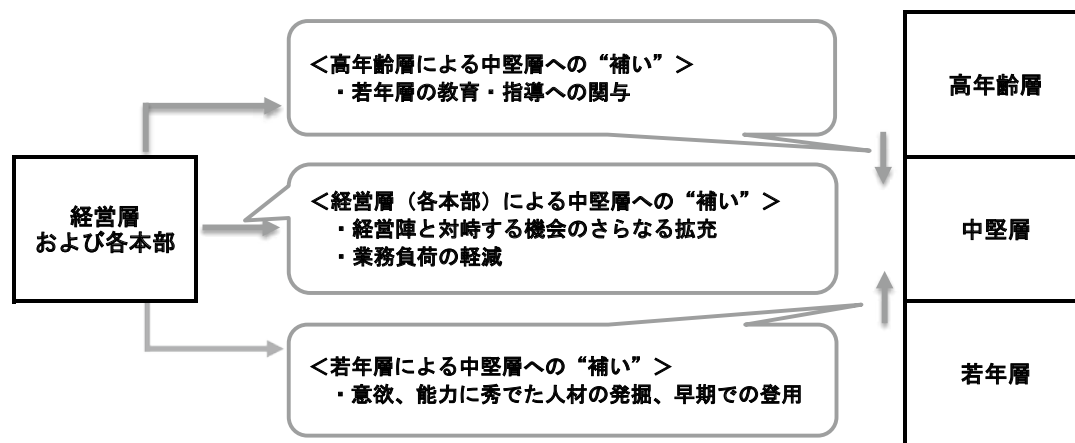 ＜高年齢層による中堅層への“補い”＞
・若年層の教育・指導への関与
高年齢層
経営層
および各本部
＜経営層（各本部）による中堅層への“補い”＞
・経営陣と対峙する機会のさらなる拡充
・業務負荷の軽減
中堅層
＜若年層による中堅層への“補い”＞
・意欲、能力に秀でた人材の発掘、早期での登用
若年層